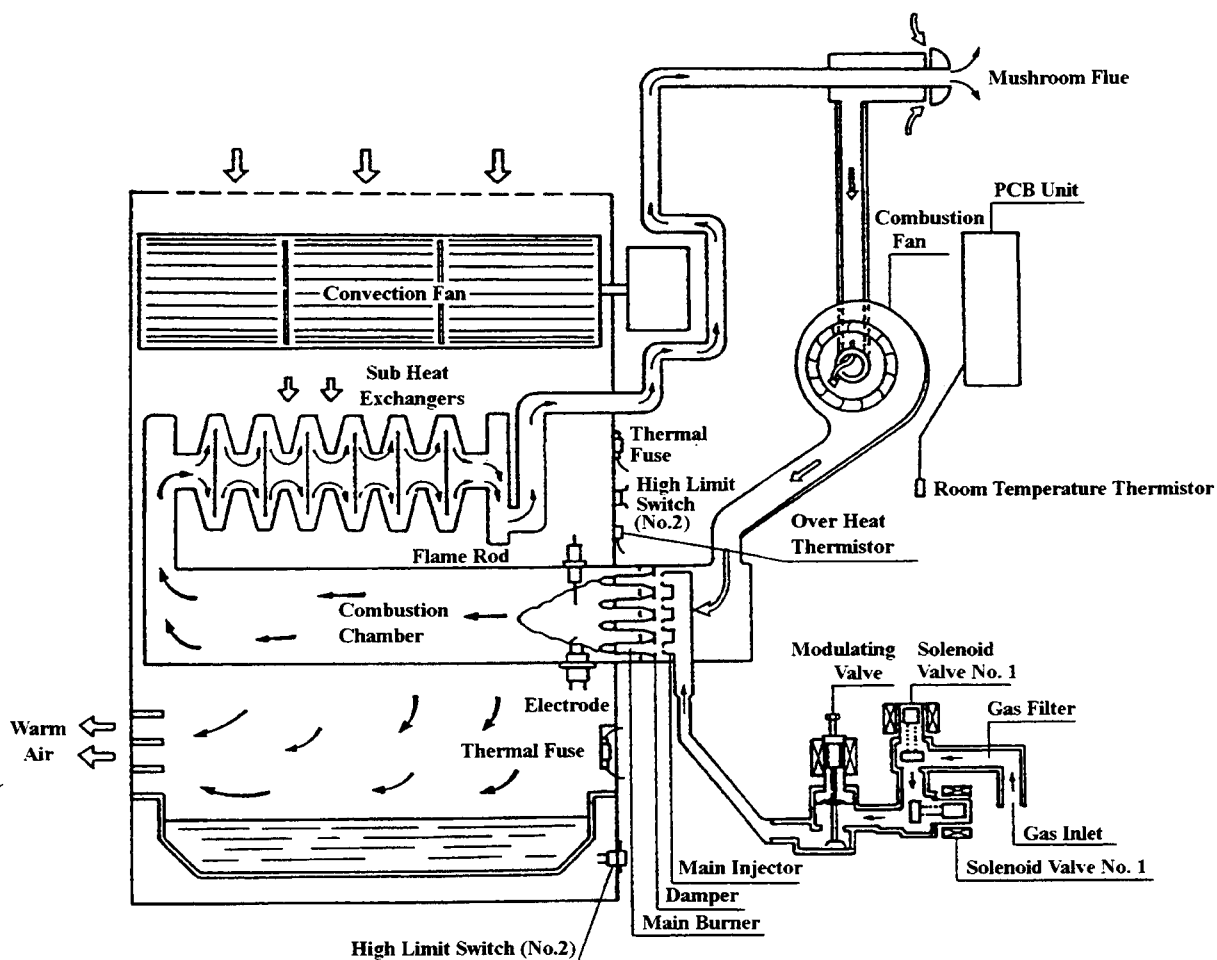 Mushroom Flue
PCB Unit
Combustion
Fan
Convection Fan
Sub Heat
Exchangers
Thermal
Fuse
High Limit
Switch
(No.2)
Room Temperature Thermistor
Over Heat
Thermistor
Flame Rod
Combustion
Chamber
Modulating
Valve
Solenoid
Valve No. 1
Electrode
Gas Filter
Warm
Air
Thermal Fuse
Gas Inlet
Main Injector
Solenoid Valve No. 1
Damper
Main Burner
High Limit Switch (No.2)